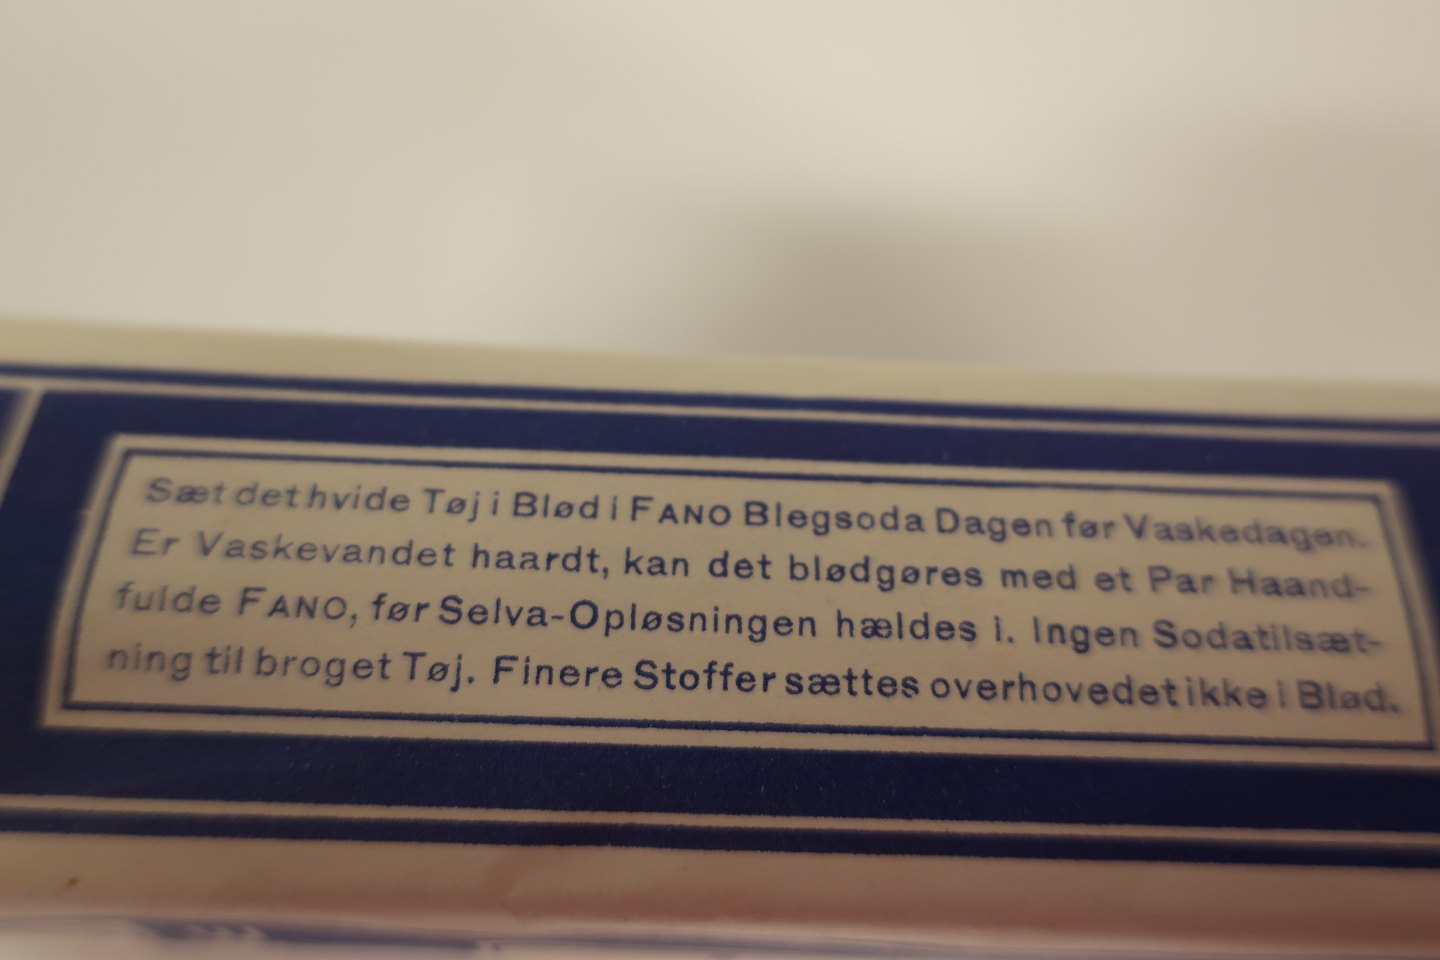 Sæt det hvide Tøj i Blød i FANO Blegsoda Dagen før Vaskedagen.
Er Vaskevandet haardt, kan det blødgøres med et Par Haand-
fulde FANO, før Selva-Opløsningen hældes i. Ingen Sodatilsæt-
ning til broget Tøj. Finere Stoffer sættes overhovedet ikke i Blød.